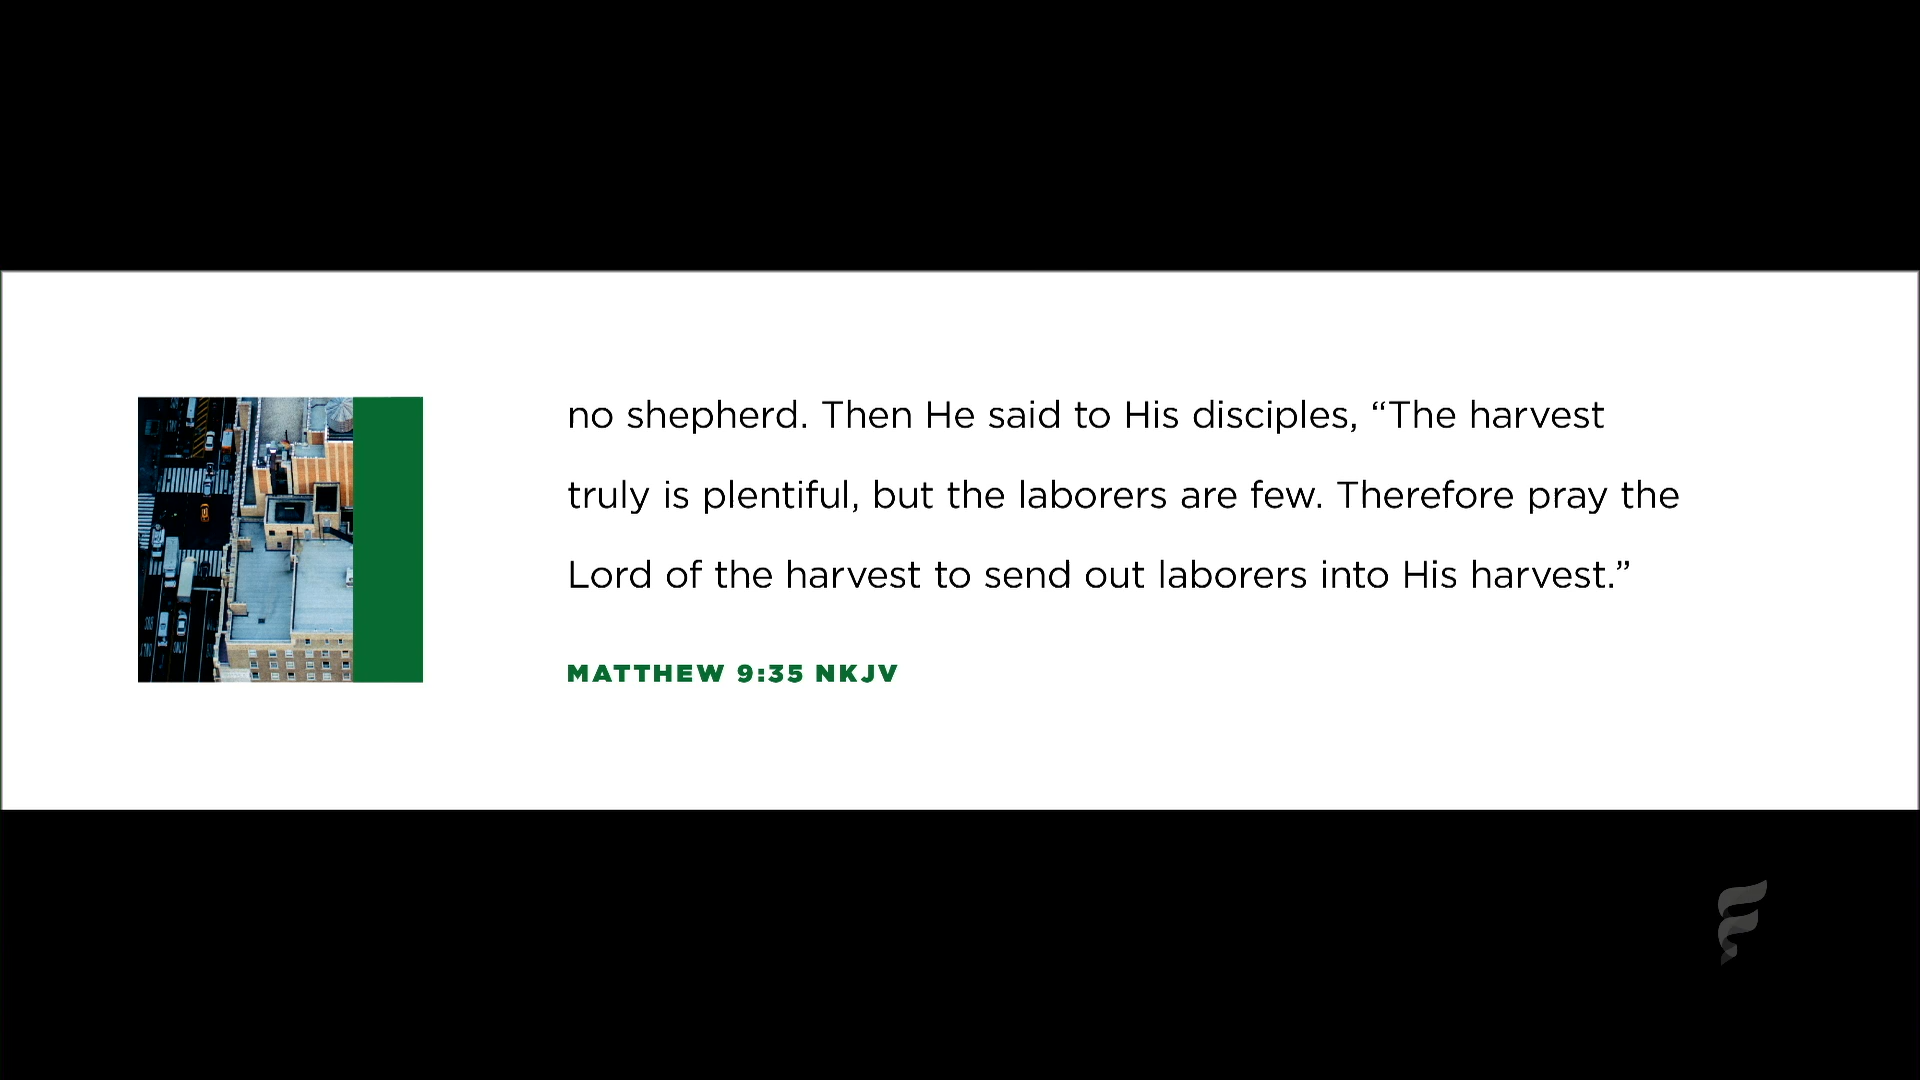 no shepherd. Then He said to His disciples, “The harvest
truly is plentiful, but the laborers are few. Therefore pray the
Lord of the harvest to send out laborers into His harvest.”
MATTHEW 9:35 NKJV